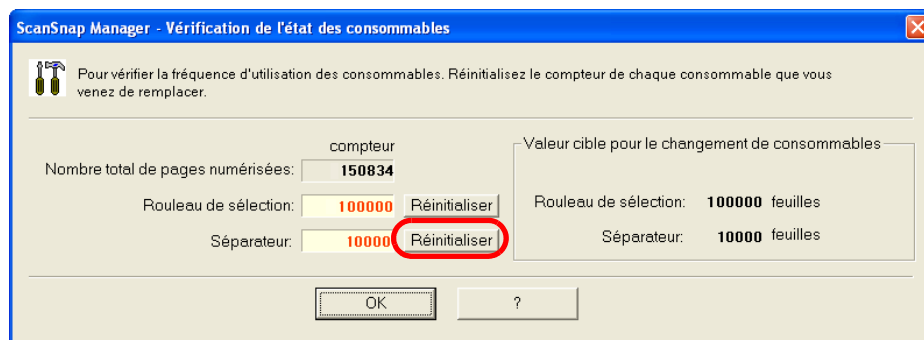 ScanSnap Manager - Vérification de l'état des consommables
Pour vérifier la fréquence d'utilisation des consommables. Réinitialisez le compteur de chaque consommable que vous
venez de remplacer.
compteur
Nombre total de pages numérisées: 150834
Rouleau de sélection: 100000 Réinitialiser
Séparateur: 10000 Réinitialiser
Valeur cible pour le changement de consommables
Rouleau de sélection: 100000 feuilles
Séparateur: 10000 feuilles
OK ?